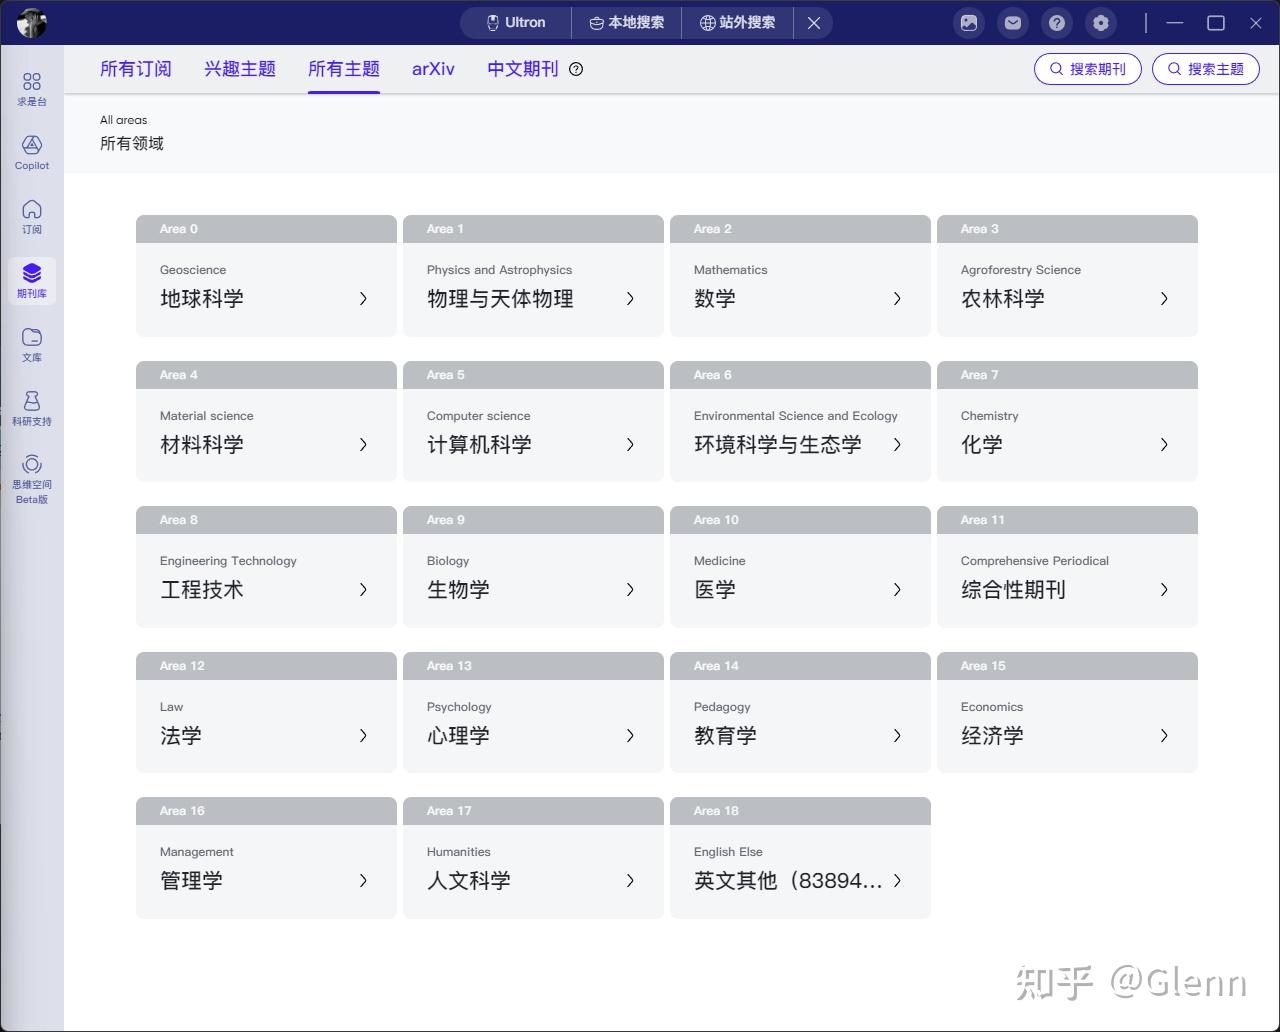 Ultron
本地搜索
站外搜索
所有订阅
兴趣主题
所有主题
arXiv
中文期刊
搜索期刊
搜索主题
求是台
Copilot
订阅
期刊库
文库
科研支持
思维空间
Beta版
All areas
所有领域
Area 0
Geoscience
地球科学
Area 1
Physics and Astrophysics
物理与天体物理
Area 2
Mathematics
数学
Area 3
Agroforestry Science
农林科学
Area 4
Material science
材料科学
Area 5
Computer science
计算机科学
Area 6
Environmental Science and Ecology
环境科学与生态学
Area 7
Chemistry
化学
Area 8
Engineering Technology
工程技术
Area 9
Biology
生物学
Area 10
Medicine
医学
Area 11
Comprehensive Periodical
综合性期刊
Area 12
Law
法学
Area 13
Psychology
心理学
Area 14
Pedagogy
教育学
Area 15
Economics
经济学
Area 16
Management
管理学
Area 17
Humanities
人文科学
Area 18
English Else
英文其他（83894...
知乎 @Glenn